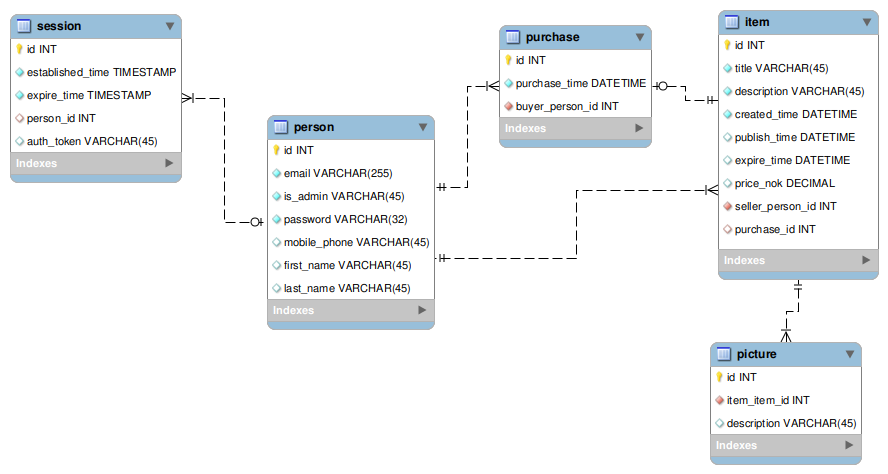 session
id INT
established_time TIMESTAMP
expire_time TIMESTAMP
person_id INT
auth_token VARCHAR(45)
Indexes
person
id INT
email VARCHAR(255)
is_admin VARCHAR(45)
password VARCHAR(32)
mobile_phone VARCHAR(45)
first_name VARCHAR(45)
last_name VARCHAR(45)
Indexes
purchase
id INT
purchase_time DATETIME
buyer_person_id INT
Indexes
item
id INT
title VARCHAR(45)
description VARCHAR(45)
created_time DATETIME
publish_time DATETIME
expire_time DATETIME
price_nok DECIMAL
seller_person_id INT
purchase_id INT
Indexes
picture
id INT
item_item_id INT
description VARCHAR(45)
Indexes